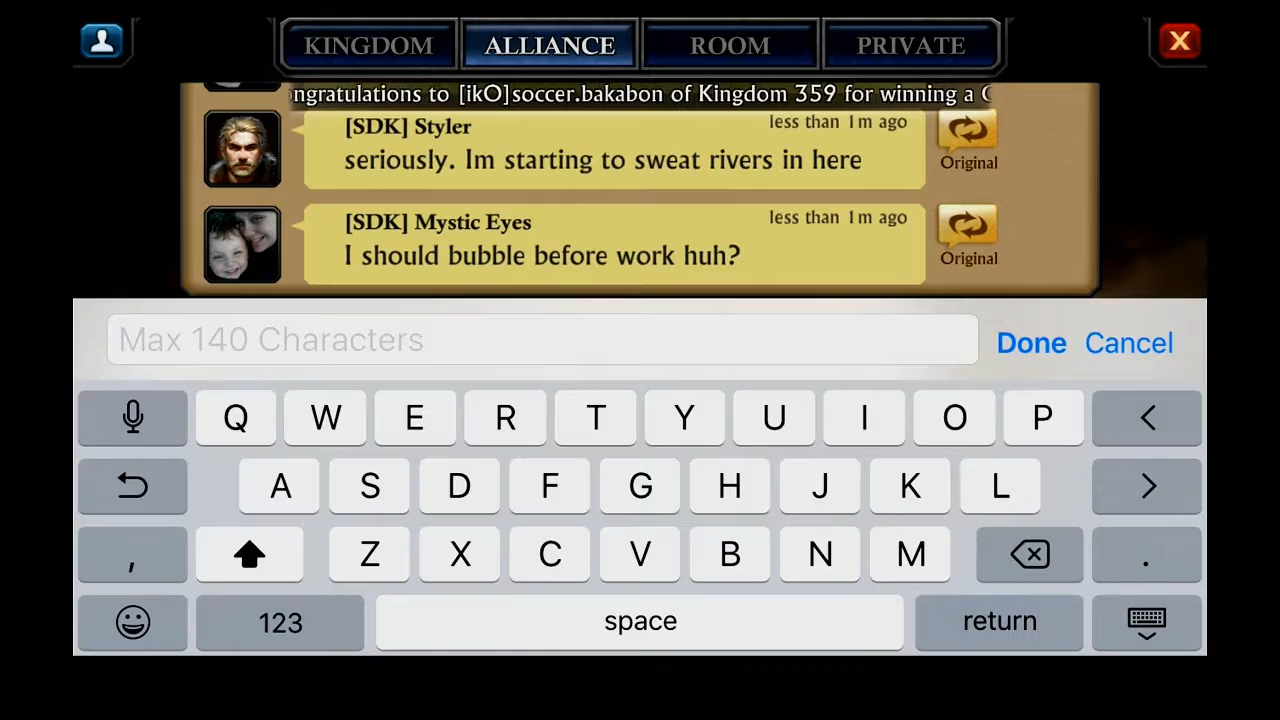 KINGDOM
ALLIANCE
ROOM
PRIVATE
ongratulations to [ikO]soccer.bakabon of Kingdom 359 for winning a
[SDK] Styler
less than 1m ago
seriously. Im starting to sweat rivers in here
Original
[SDK] Mystic Eyes
less than 1m ago
I should bubble before work huh?
Original
Max 140 Characters
Done Cancel
Q W E R T Y U I O P <
A S D F G H J K L >
, Z X C V B N M .
123 space return